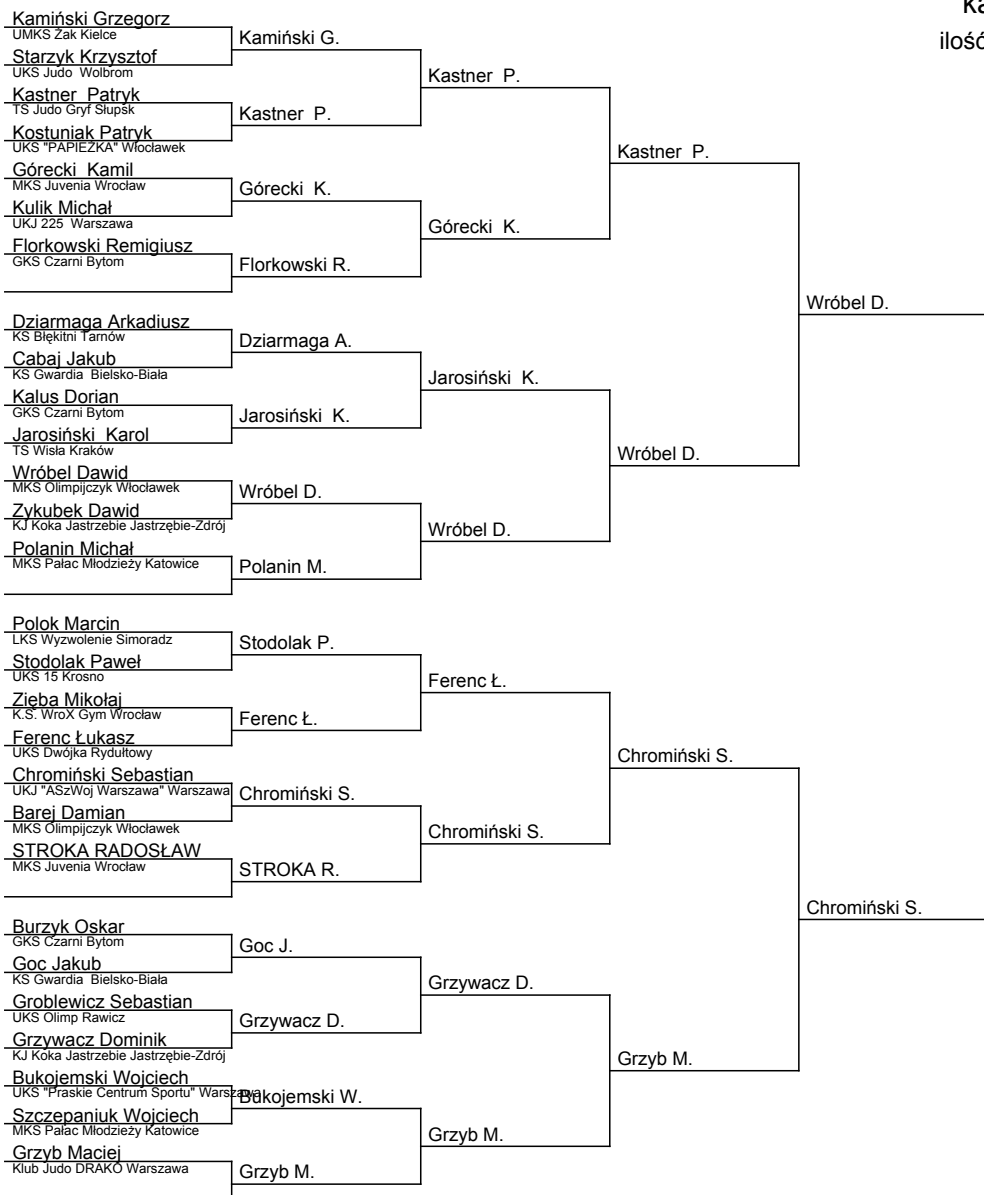 Ka
ilość
Kamiński Grzegorz
UMKS Żak Kielce
Starzyk Krzysztof
UKS Judo Wolbrom
Kastner Patryk
TS Judo Gryf Słupsk
Kostuniak Patryk
UKS "PAPIEŻKA" Włocławek
Górecki Kamil
MKS Juvenia Wrocław
Kulik Michał
UKJ 225 Warszawa
Florkowski Remigiusz
GKS Czarni Bytom
Dziarmaga Arkadiusz
KS Błękitni Tarnów
Cabaj Jakub
KS Gwardia Bielsko-Biała
Kalus Dorian
GKS Czarni Bytom
Jarosiński Karol
TS Wisła Kraków
Wróbel Dawid
MKS Olimpijczyk Włocławek
Zykubek Dawid
KJ Koka Jastrzebie Jastrzębie-Zdrój
Polanin Michał
MKS Pałac Młodzieży Katowice
Polok Marcin
LKS Wyzwolenie Simoradz
Stodolak Paweł
UKS 15 Krosno
Zięba Mikołaj
K.S. WroX Gym Wrocław
Ferenc Łukasz
UKS Dwójka Rydułtowy
Chromiński Sebastian
UKJ "ASzWoj Warszawa" Warszawa
Barej Damian
MKS Olimpijczyk Włocławek
STROKA RADOSŁAW
MKS Juvenia Wrocław
Burzyk Oskar
GKS Czarni Bytom
Goc Jakub
KS Gwardia Bielsko-Biała
Groblewicz Sebastian
UKS Olimp Rawicz
Grzywacz Dominik
KJ Koka Jastrzebie Jastrzębie-Zdrój
Bukojemski Wojciech
UKS "Praskie Centrum Sportu" Warszawa
Szczepaniuk Wojciech
MKS Pałac Młodzieży Katowice
Grzyb Maciej
Klub Judo DRAKO Warszawa
Kamiński G.
Kastner P.
Górecki K.
Florkowski R.
Dziarmaga A.
Jarosiński K.
Wróbel D.
Polanin M.
Stodolak P.
Ferenc Ł.
Chromiński S.
STROKA R.
Goc J.
Grzywacz D.
Bukojemski W.
Grzyb M.
Kastner P.
Górecki K.
Jarosiński K.
Wróbel D.
Ferenc Ł.
Chromiński S.
Grzywacz D.
Grzyb M.
Kastner P.
Wróbel D.
Chromiński S.
Grzyb M.
Wróbel D.
Chromiński S.